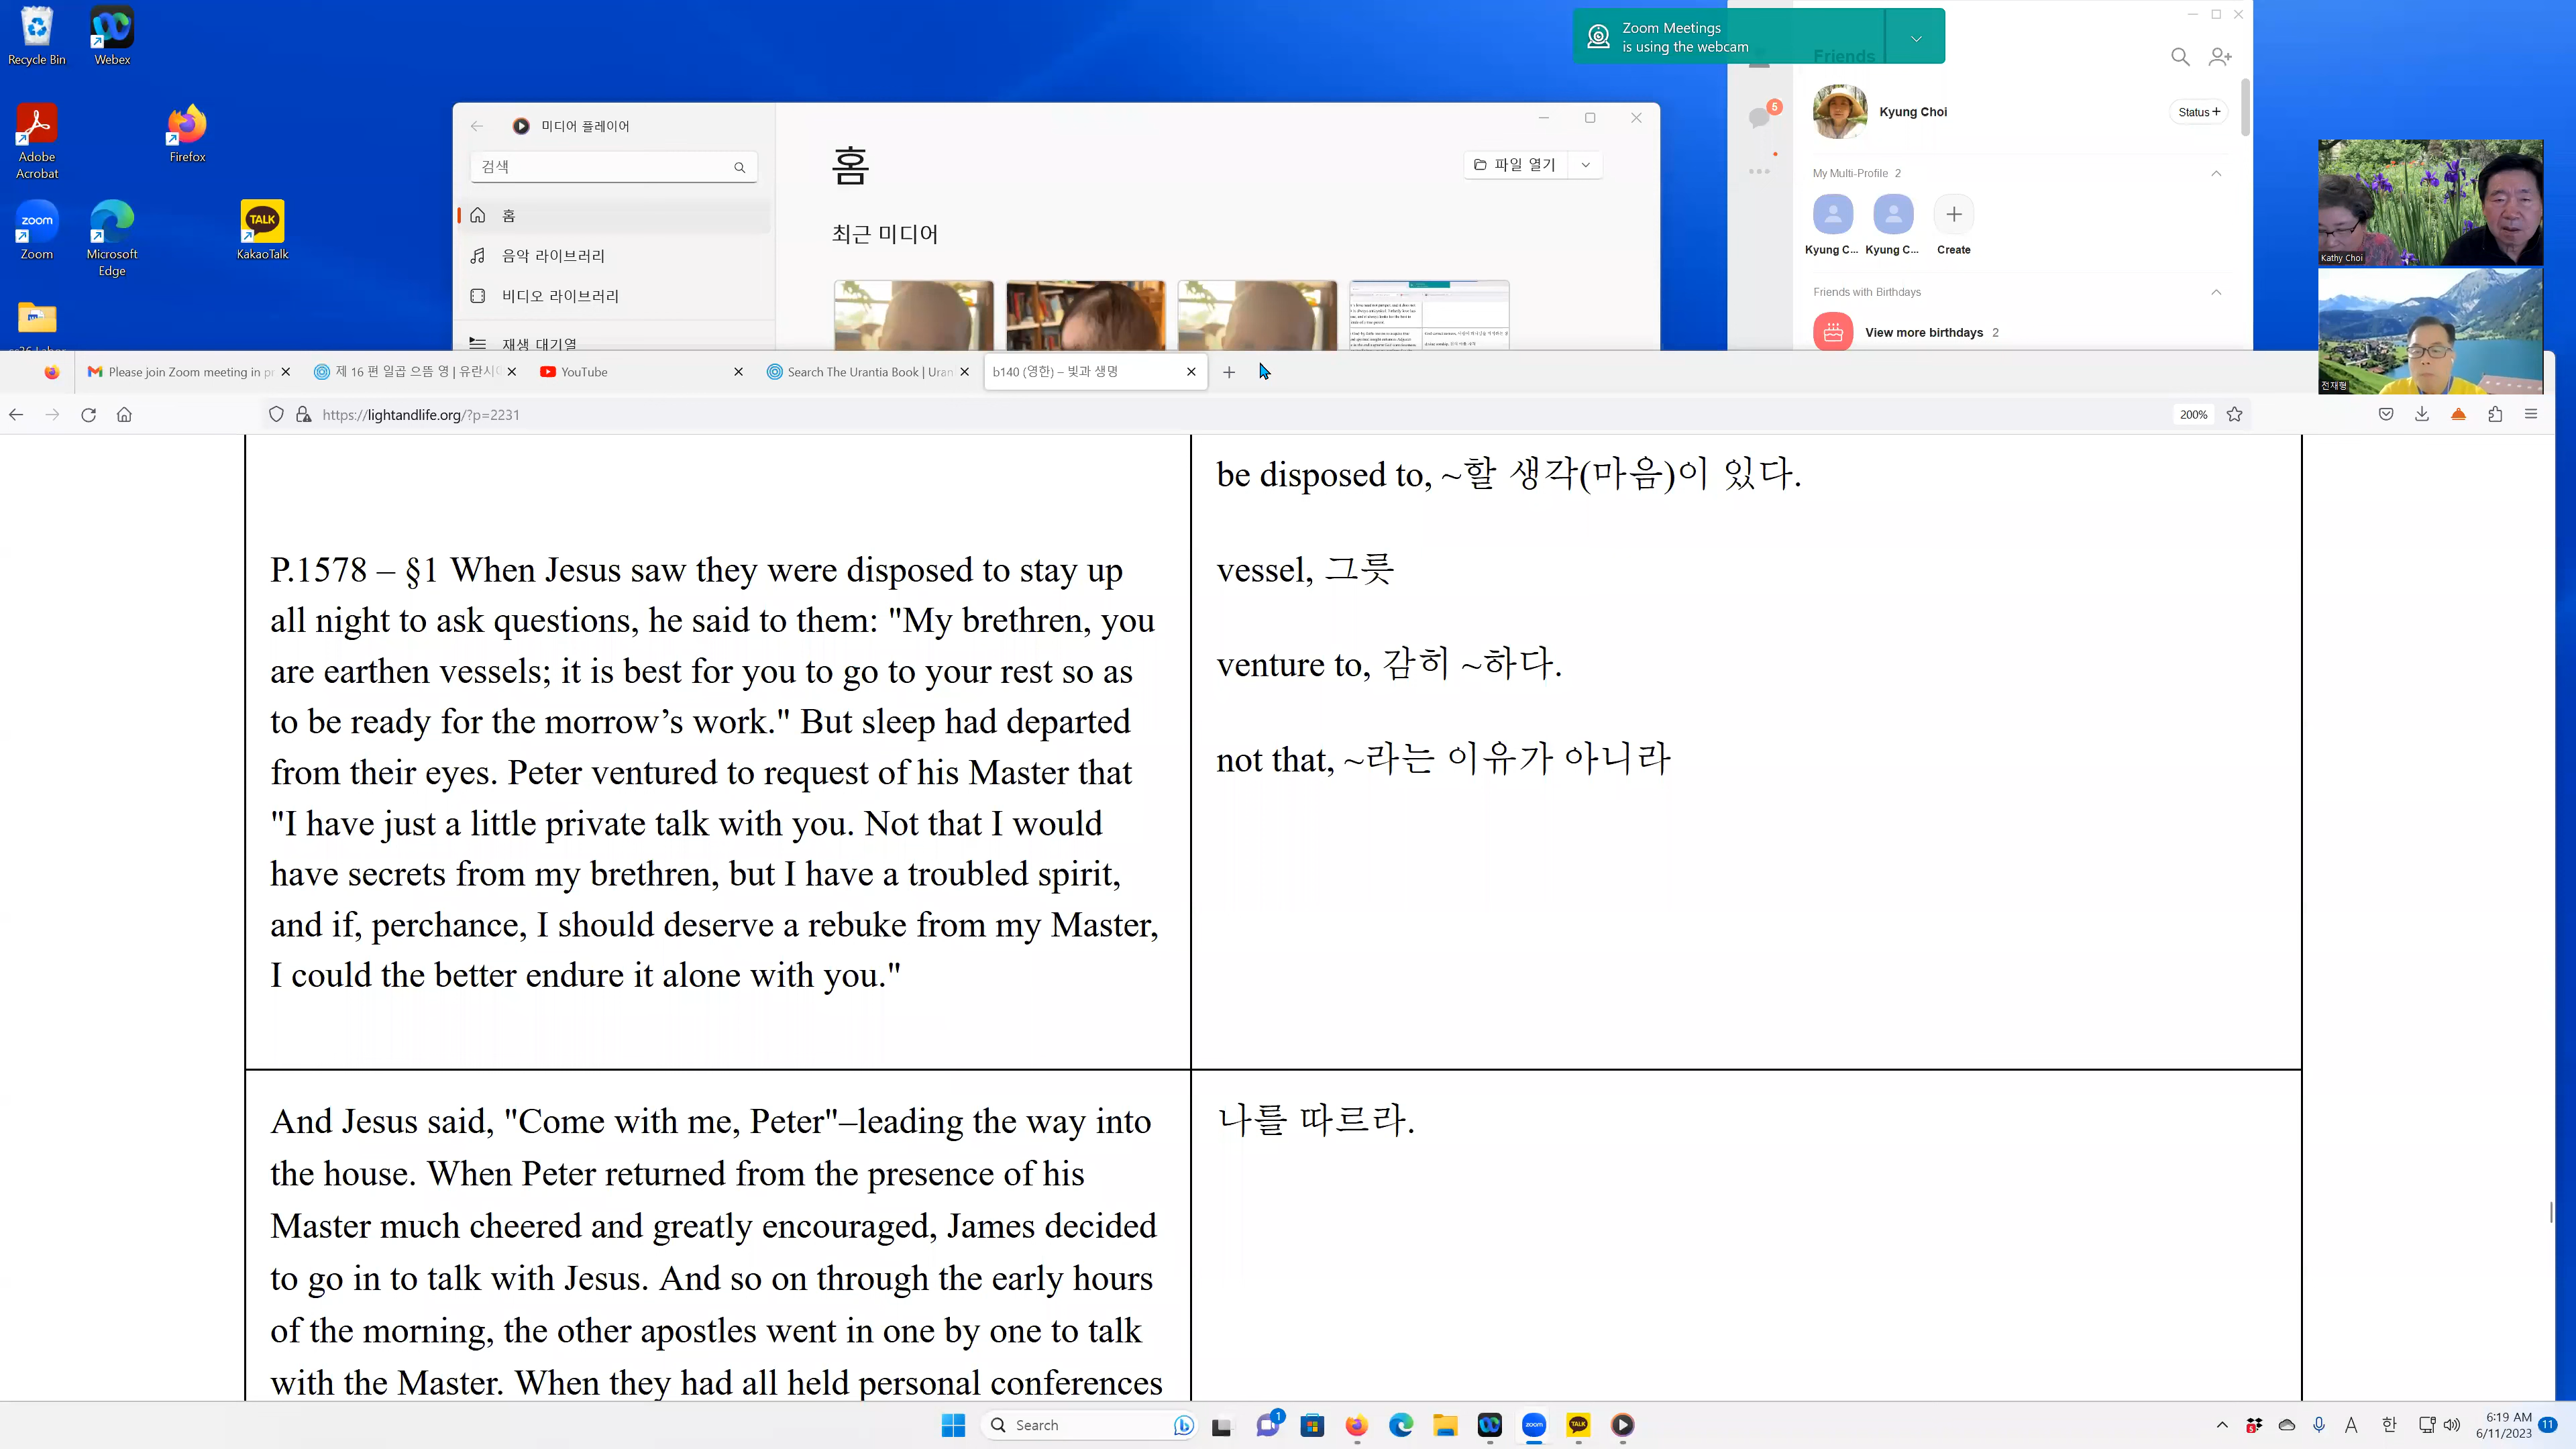 Recycle Bin
Webex
Adobe Acrobat
Firefox
zoom
Zoom
Microsoft Edge
TALK
KakaoTalk
미디어 플레이어
검색
홈
음악 라이브러리
비디오 라이브러리
재생 대기열
홈
파일 열기
최근 미디어
Zoom Meetings
is using the webcam
Friends
5
Kyung Choi
Status+
My Multi-Profile 2
Kyung C...
Kyung C...
Create
Friends with Birthdays
View more birthdays 2
Kathy Choi
전재형
Please join Zoom meeting in pr
제 16 편 일곱 으뜸 영 | 유란시아
YouTube
Search The Urantia Book | Uran
b140 (영한) – 빛과 생명
https://lightandlife.org/?p=2231
200%
be disposed to, ~할 생각(마음)이 있다.
vessel, 그릇
venture to, 감히 ~하다.
not that, ~라는 이유가 아니라
P.1578 – §1 When Jesus saw they were disposed to stay up
all night to ask questions, he said to them: "My brethren, you
are earthen vessels; it is best for you to go to your rest so as
to be ready for the morrow’s work." But sleep had departed
from their eyes. Peter ventured to request of his Master that
"I have just a little private talk with you. Not that I would
have secrets from my brethren, but I have a troubled spirit,
and if, perchance, I should deserve a rebuke from my Master,
I could the better endure it alone with you."
And Jesus said, "Come with me, Peter"–leading the way into
the house. When Peter returned from the presence of his
Master much cheered and greatly encouraged, James decided
to go in to talk with Jesus. And so on through the early hours
of the morning, the other apostles went in one by one to talk
with the Master. When they had all held personal conferences
나를 따르라.
Search
1
zoom
TALK
A
한
6:19 AM
6/11/2023
11